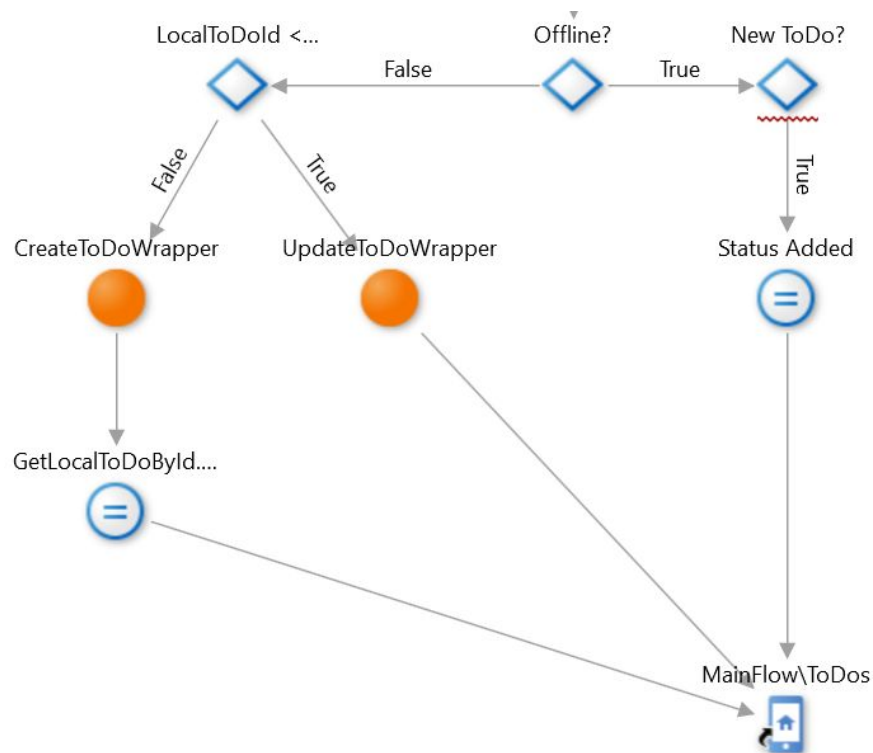 LocalToDoId <...
Offline?
New ToDo?
False
True
False
True
True
CreateToDoWrapper
UpdateToDoWrapper
Status Added
GetLocalToDoById....
MainFlow\ToDos